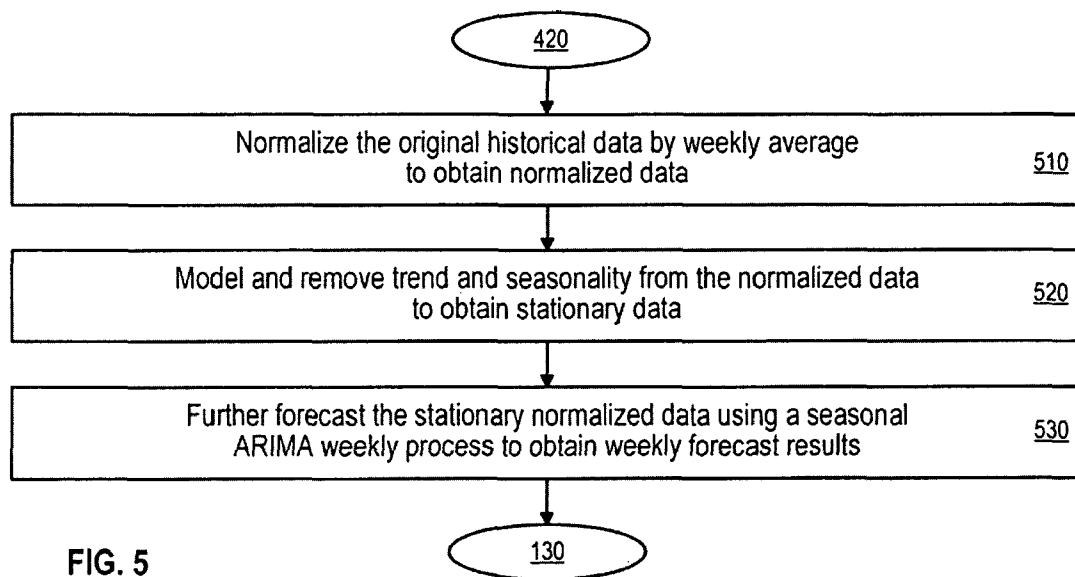 420
Normalize the original historical data by weekly average
to obtain normalized data
510
Model and remove trend and seasonality from the normalized data
to obtain stationary data
520
Further forecast the stationary normalized data using a seasonal
ARIMA weekly process to obtain weekly forecast results
530
130
FIG. 5